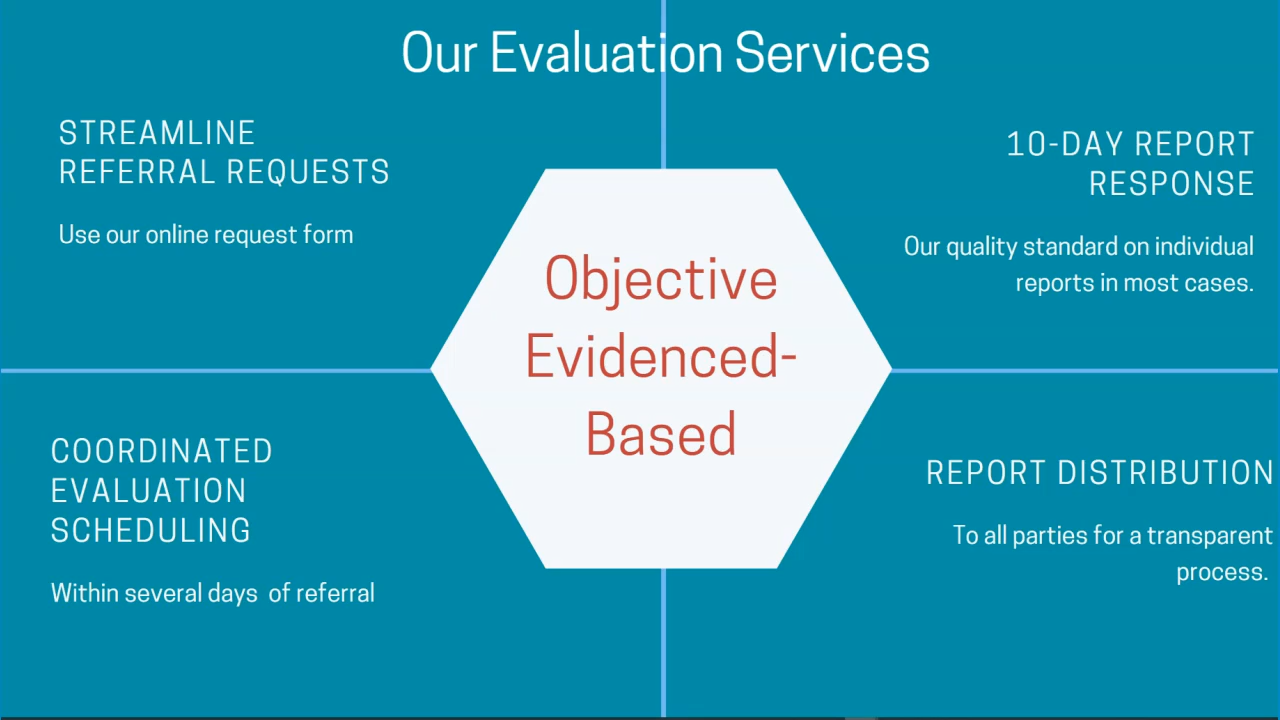 Our Evaluation Services
STREAMLINE
REFERRAL REQUESTS
Use our online request form
10-DAY REPORT
RESPONSE
Our quality standard on individual
reports in most cases.
Objective
Evidenced-
Based
COORDINATED
EVALUATION
SCHEDULING
Within several days  of referral
REPORT DISTRIBUTION
To all parties for a transparent
process.